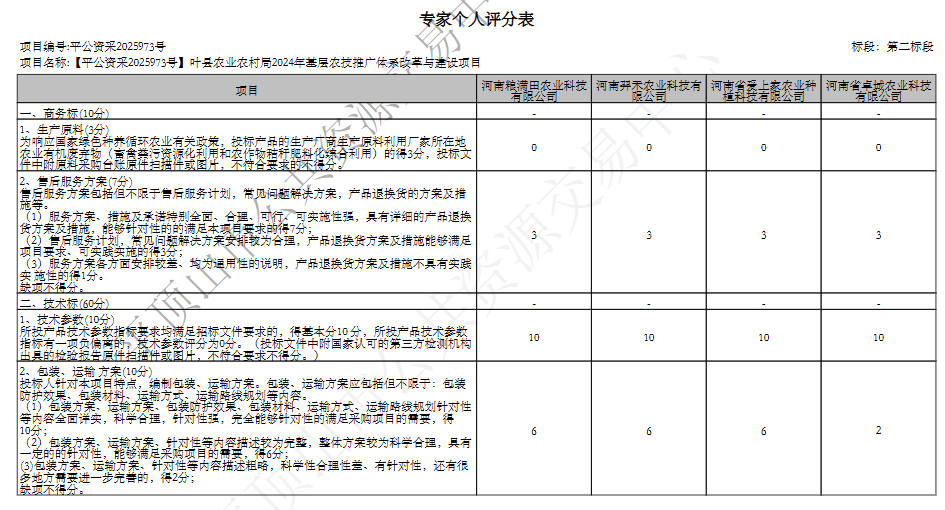 专家个人评分表
项目编号:平公资采2025973号
标段：第二标段
项目名称:【平公资采2025973号】叶县农业农村局2024年基层农技推广体系改革与建设项目
项目
河南粮满田农业科技有限公司
河南羿禾农业科技有限公司
河南省爱上家农业种植科技有限公司
河南省卓城农业科技有限公司
一、商务标(10分)
-
-
-
-
1、生产原料(3分)
为响应国家绿色种养循环农业有关政策，投标产品的生产厂商生产原料利用厂家所在地
农业有机废弃物（畜禽粪污资源化利用和农作物秸秆肥料化综合利用）的得3分，投标文
件中附原料采购台账原件扫描件或图片，不符合要求的不得分。
0
0
0
0
2、售后服务方案(7分)
售后服务方案包括但不限于售后服务计划，常见问题解决方案，产品退换货的方案及措
施等。
（1）服务方案、措施及承诺特别全面、合理、可行、可实施性强，具有详细的产品退换
货方案及措施，能够针对性的的满足本项目要求的得7分；
（2）售后服务计划，常见问题解决方案安排较为合理，产品退换货方案及措施能够满足
项目要求、可实践实施的得3分；
（3）服务方案各方面安排较差、均为通用性的说明，产品退换货方案及措施不具有实践
实 施性的得1分。
缺项不得分。
3
3
3
3
二、技术标(60分)
-
-
-
-
1、技术参数(10分)
所投产品技术参数指标要求均满足招标文件要求的，得基本分10 分，所投产品技术参数
指标有一项负偏离的，技术参数评分为0分。（投标文件中附国家认可的第三方检测机构
出具的检验报告原件扫描件或图片，不符合要求不得分。）
10
10
10
10
2、包装、运输 方案(10分)
投标人针对本项目特点，编制包装、运输方案。包装、运输方案应包括但不限于：包装
防护效果、包装材料、运输方式、运输路线规划等内容。
（1）包装方案、运输方案、包装防护效果、包装材料、运输方式、运输路线规划针对性
等内容全面详实，科学合理，针对性强，完全能够针对性的满足采购项目的需要，得
10分；
（2）包装方案、运输方案、针对性等内容描述较为完整，整体方案较为科学合理，具有
一定的的针对性，能够满足采购项目的需要，得6分；
(3)包装方案、运输方案、针对性等内容描述粗略，科学性合理性差、有针对性，还有很
多地方需要进一步完善的，得2分；
缺项不得分。
6
6
6
2
平顶山市公共资源交易中心
平顶山市公共资源交易中心